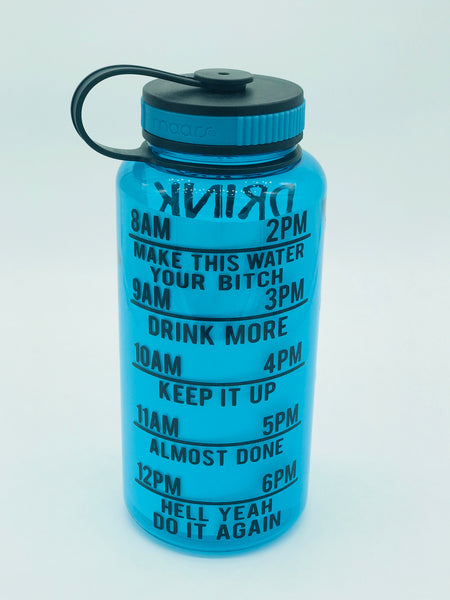 maars
DRINK
8AM 2PM
MAKE THIS WATER
YOUR BITCH
9AM 3PM
DRINK MORE
10AM 4PM
KEEP IT UP
11AM 5PM
ALMOST DONE
12PM 6PM
HELL YEAH
DO IT AGAIN